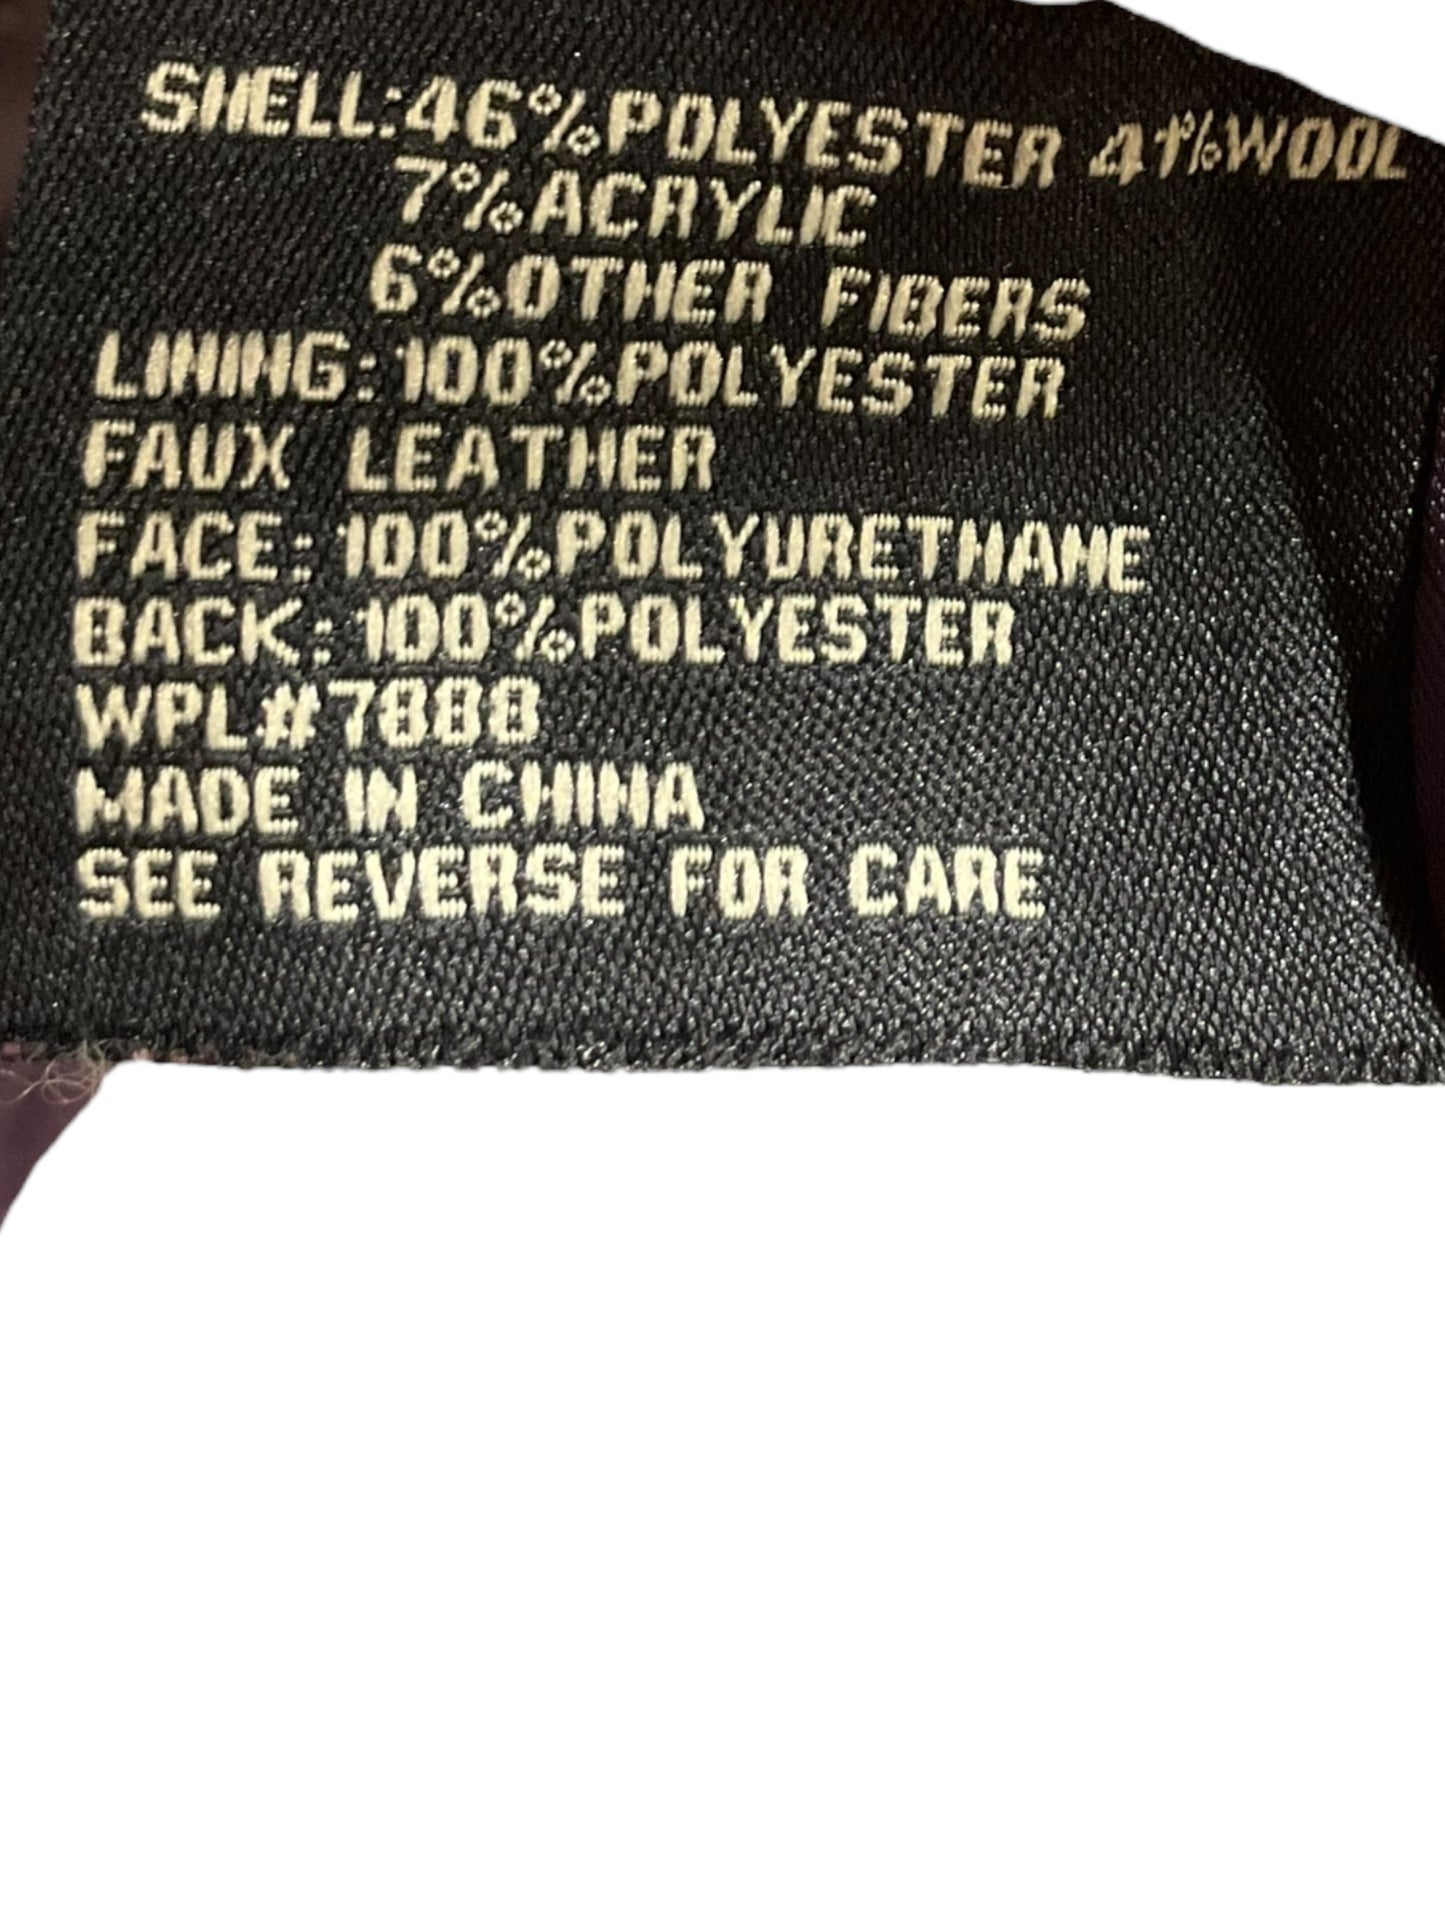 SHELL:46%POLYESTER 41%WOOL
7%ACRYLIC
6%OTHER FIBERS
LINING:100%POLYESTER
FAUX LEATHER
FACE:100%POLYURETHANE
BACK:100%POLYESTER
WPL#7888
MADE IN CHINA
SEE REVERSE FOR CARE